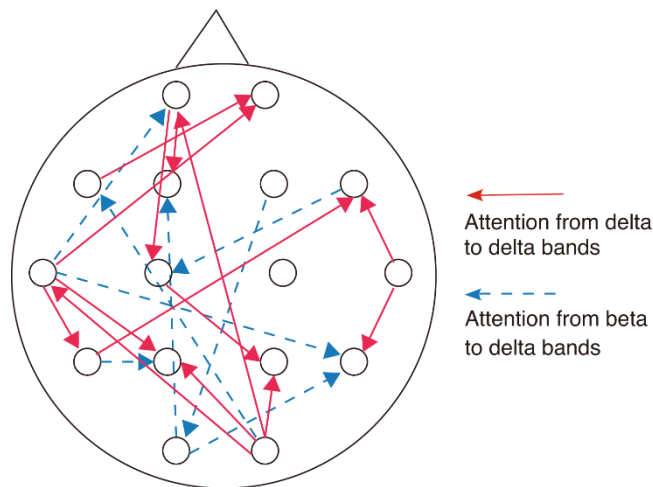 Attention from delta
to delta bands
Attention from beta
to delta bands